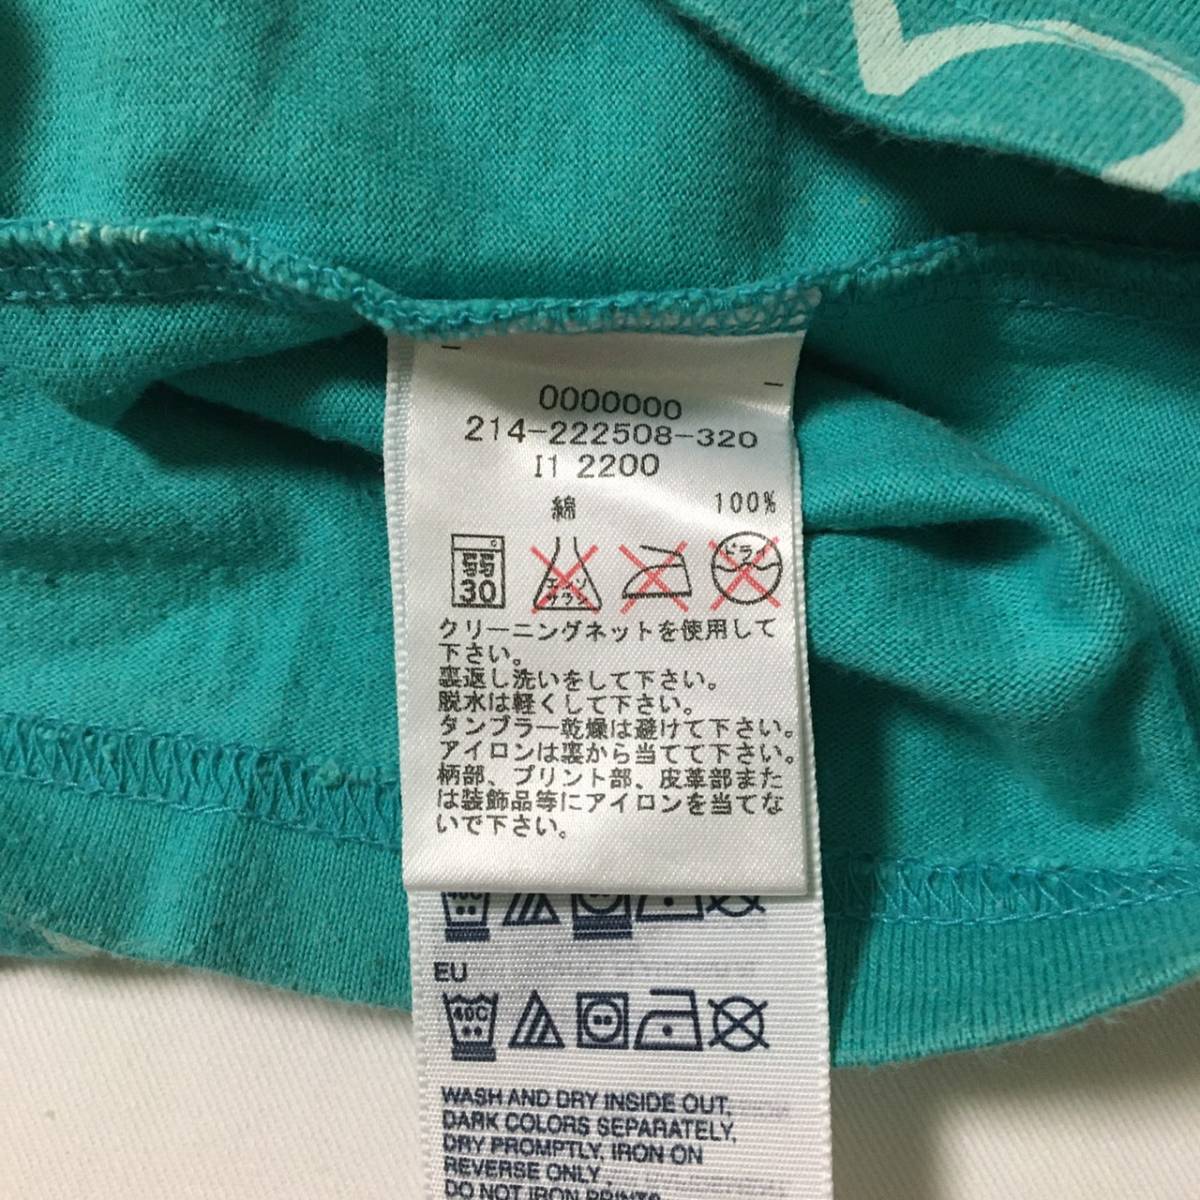 0000000
214-222508-320
I1 2200
綿 100%
弱
30
エンソ
サラシ
ドライ
クリーニングネットを使用して
下さい。
裏返し洗いをして下さい。
脱水は軽くして下さい。
タンブラー乾燥は避けて下さい。
アイロンは裏から当てて下さい。
柄部、プリント部、皮革部また
は装飾品等にアイロンを当てな
いで下さい。
40C
EU
40C
WASH AND DRY INSIDE OUT,
DARK COLORS SEPARATELY,
DRY PROMPTLY, IRON ON
REVERSE ONLY,
DO NOT IRON PRINTS